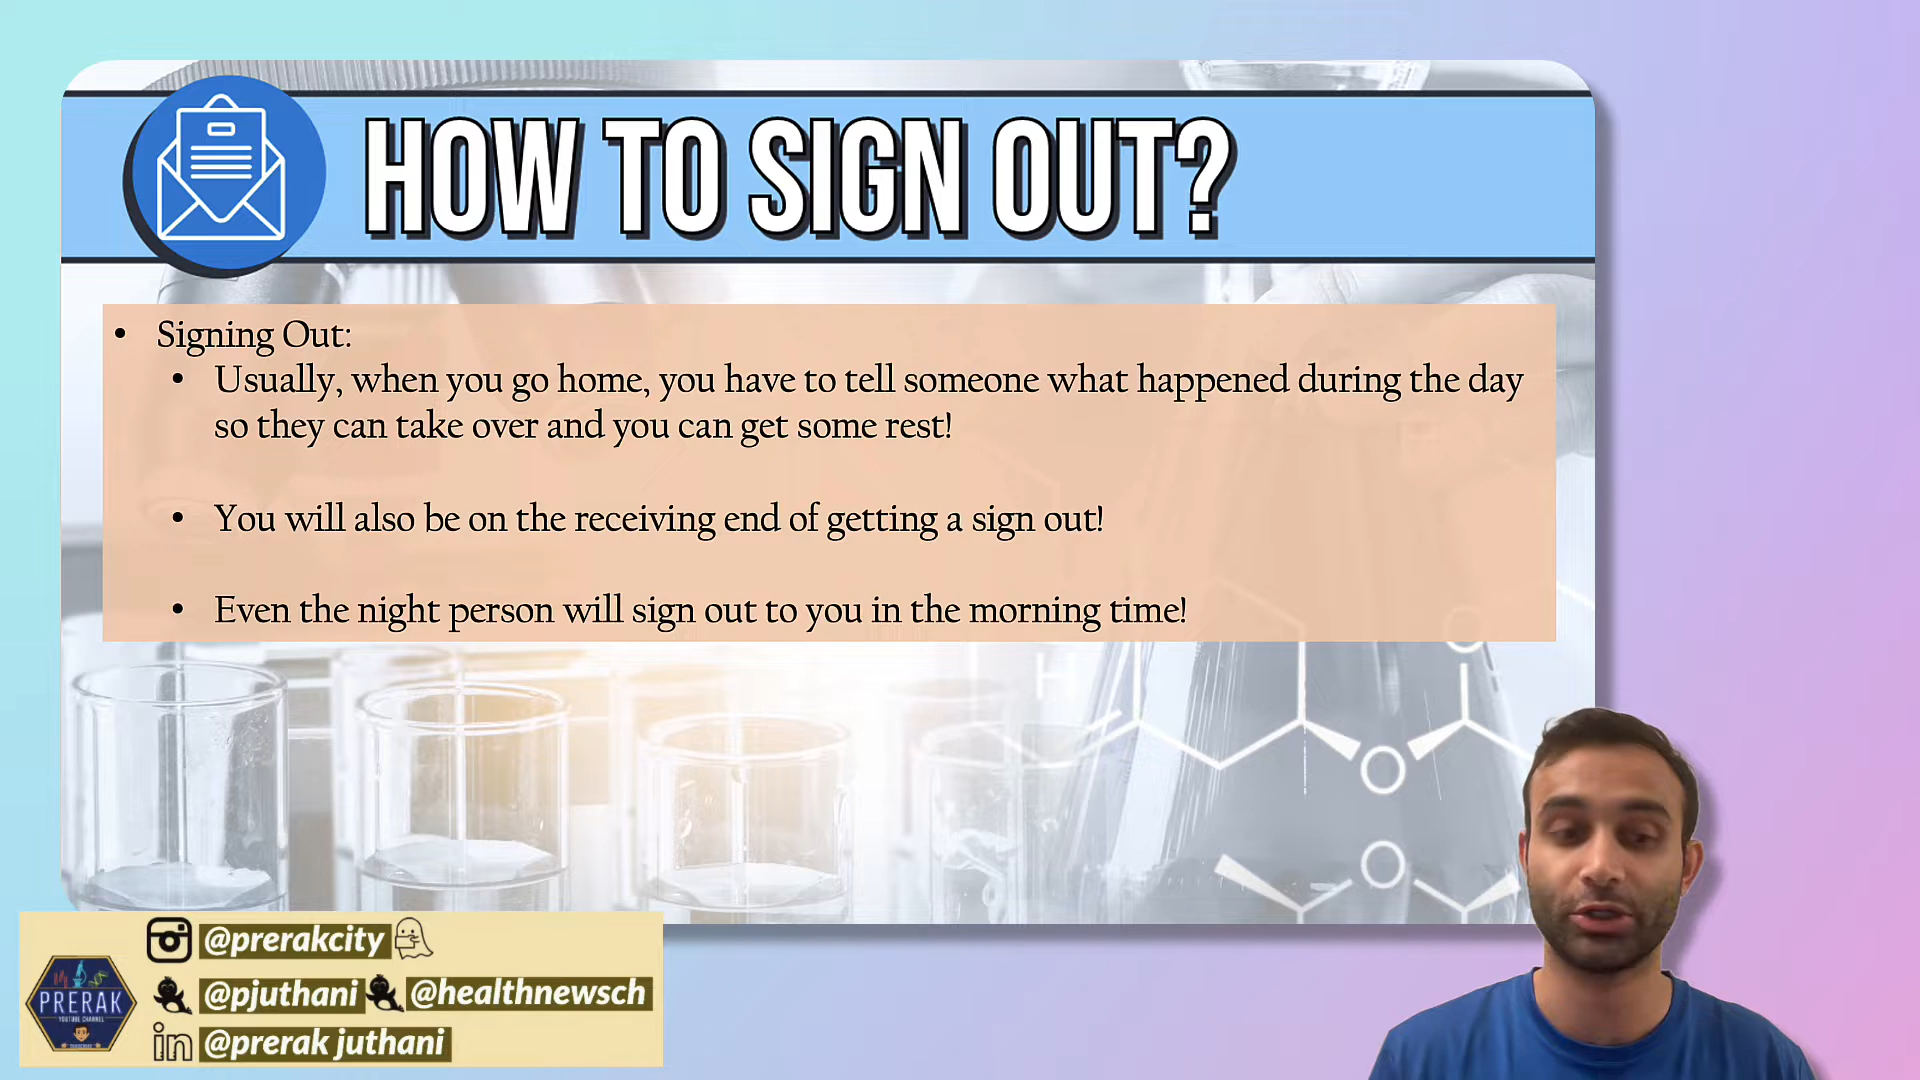 HOW TO SIGN OUT?
• Signing Out:
• Usually, when you go home, you have to tell someone what happened during the day
so they can take over and you can get some rest!
• You will also be on the receiving end of getting a sign out!
• Even the night person will sign out to you in the morning time!
H
O
O
O
@prerakcity
@pjuthani @healthnewsch
in @prerak juthani
PRERAK
YOUTUBE CHANNEL